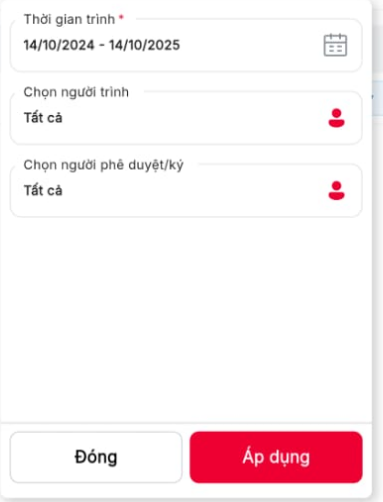 Thời gian trình *
14/10/2024 - 14/10/2025
Chọn người trình
Tất cả
Chọn người phê duyệt/ký
Tất cả
Đóng
Áp dụng